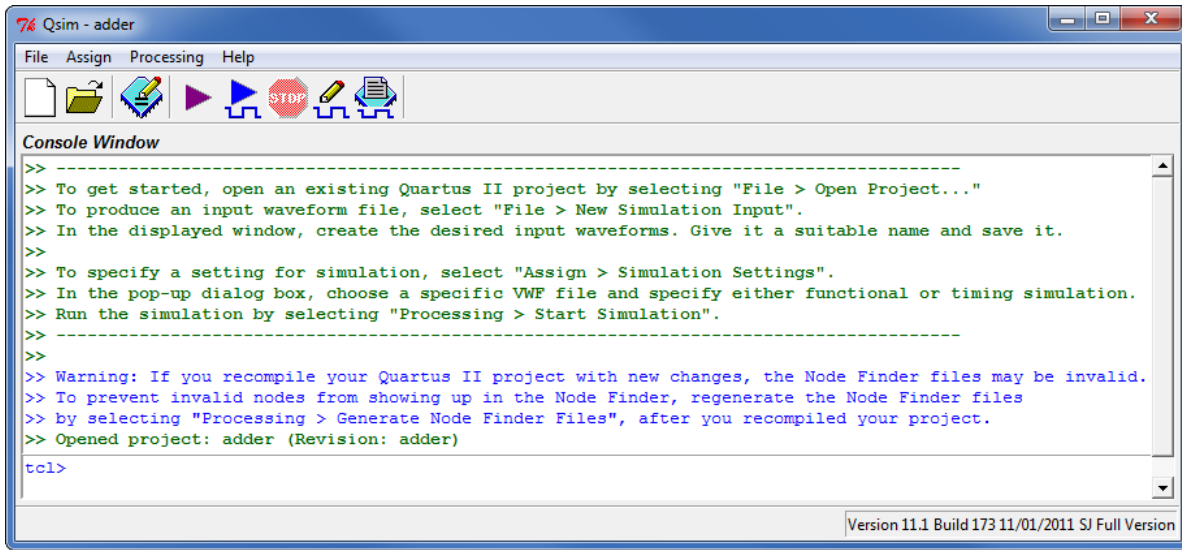 Qsim - adder
File Assign Processing Help
STOP
Console Window
>> --------------------------------------------------------------------------------
>> To get started, open an existing Quartus II project by selecting "File > Open Project..."
>> To produce an input waveform file, select "File > New Simulation Input".
>> In the displayed window, create the desired input waveforms. Give it a suitable name and save it.
>>
>> To specify a setting for simulation, select "Assign > Simulation Settings".
>> In the pop-up dialog box, choose a specific VWF file and specify either functional or timing simulation.
>> Run the simulation by selecting "Processing > Start Simulation".
>> --------------------------------------------------------------------------------
>>
>> Warning: If you recompile your Quartus II project with new changes, the Node Finder files may be invalid.
>> To prevent invalid nodes from showing up in the Node Finder, regenerate the Node Finder files
>> by selecting "Processing > Generate Node Finder Files", after you recompiled your project.
>> Opened project: adder (Revision: adder)
tcl>
Version 11.1 Build 173 11/01/2011 SJ Full Version